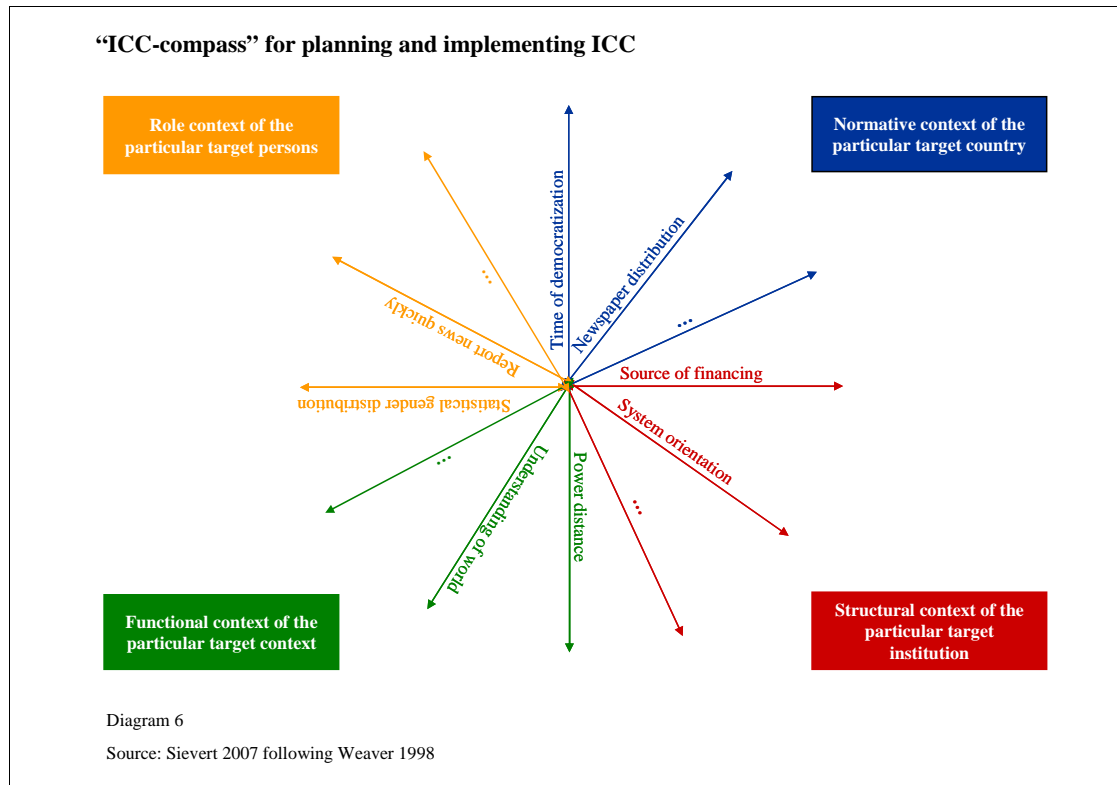 “ICC-compass” for planning and implementing ICC
Role context of the
particular target persons
Normative context of the
particular target country
Time of democratization
Newspaper distribution
...
...
Report news quickly
Statistical gender distribution
Source of financing
System orientation
...
...
Understanding of world
Power distance
Functional context of the
particular target context
Structural context of the
particular target
institution
Diagram 6
Source: Sievert 2007 following Weaver 1998